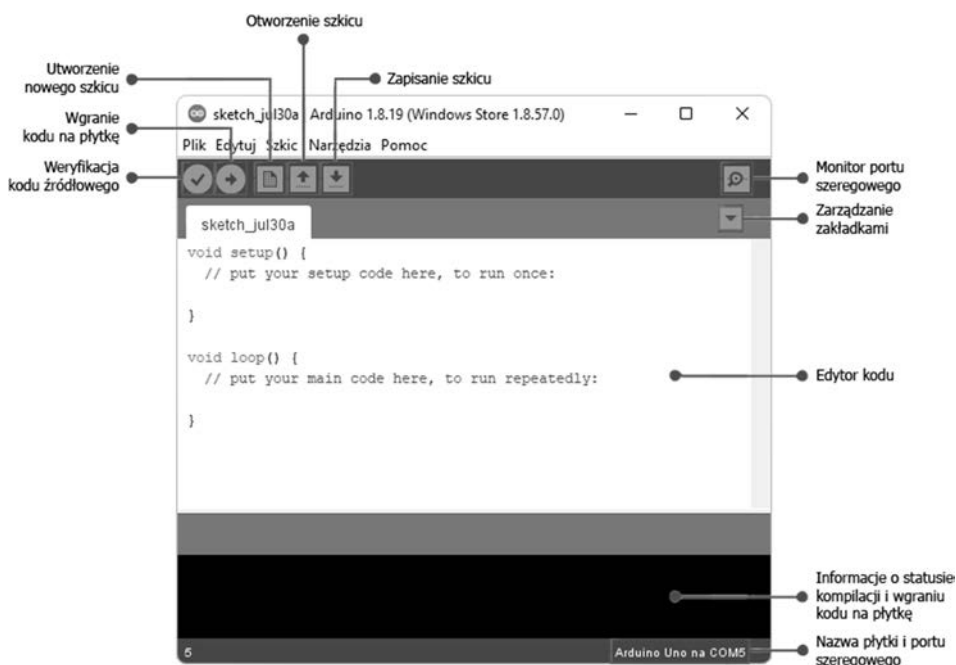 Otworzenie szkicu
Utworzenie
nowego szkicu
Zapisanie szkicu
Wgranie
kodu na płytkę
Weryfikacja
kodu źródłowego
sketch_jul30a | Arduino 1.8.19 (Windows Store 1.8.57.0)
Plik Edytuj Szkic Narzędzia Pomoc
Monitor portu
szeregowego
Zarządzanie
zakładkami
sketch_jul30a
void setup() {
// put your setup code here, to run once:
}
void loop() {
// put your main code here, to run repeatedly:
}
Edytor kodu
Informacje o statusie
kompilacji i wgraniu
kodu na płytkę
5
Arduino Uno na COM5
Nazwa płytki i portu
szeregowego